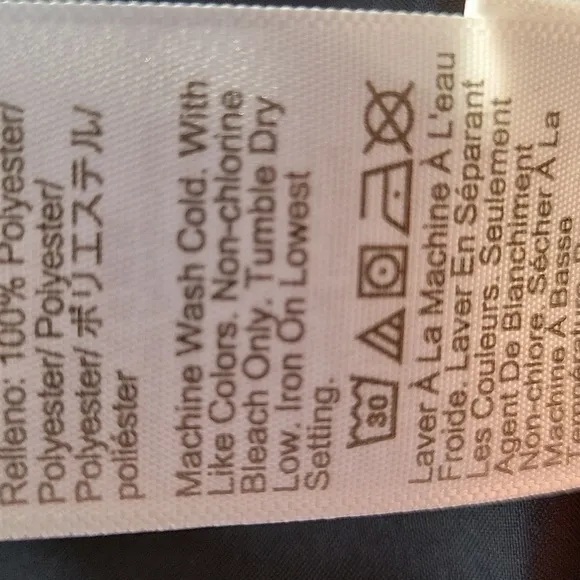 Relleno: 100% Polyester/
Polyester/ Polyester/
Polyester/ ポリエステル/
poliéster
Machine Wash Cold. With
Like Colors. Non-chlorine
Bleach Only. Tumble Dry
Low. Iron On Lowest
Setting.
30
Laver À La Machine À L'eau
Froide. Laver En Séparant
Les Couleurs. Seulement
Agent De Blanchiment
Non-chlore. Sécher À La
Machine À Basse